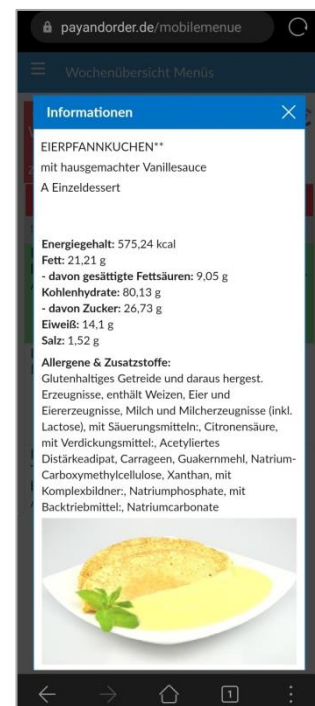 payandorder.de/mobilemenue
Wochenübersicht Menüs
Informationen
EIERPFANNKUCHEN**
mit hausgemachter Vanillesauce
A Einzeldessert
Energiegehalt: 575,24 kcal
Fett: 21,21 g
- davon gesättigte Fettsäuren: 9,05 g
Kohlenhydrate: 80,13 g
- davon Zucker: 26,73 g
Eiweiß: 14,1 g
Salz: 1,52 g
Allergene & Zusatzstoffe:
Glutenhaltiges Getreide und daraus hergest.
Erzeugnisse, enthält Weizen, Eier und
Eiererzeugnisse, Milch und Milcherzeugnisse (inkl.
Lactose), mit Säuerungsmitteln:, Citronensäure,
mit Verdickungsmittel:, Acetyliertes
Distärkeadipat, Carrageen, Guakernmehl, Natrium-
Carboxymethylcellulose, Xanthan, mit
Komplexbildner:, Natriumphosphate, mit
Backtriebmittel:, Natriumcarbonate
1